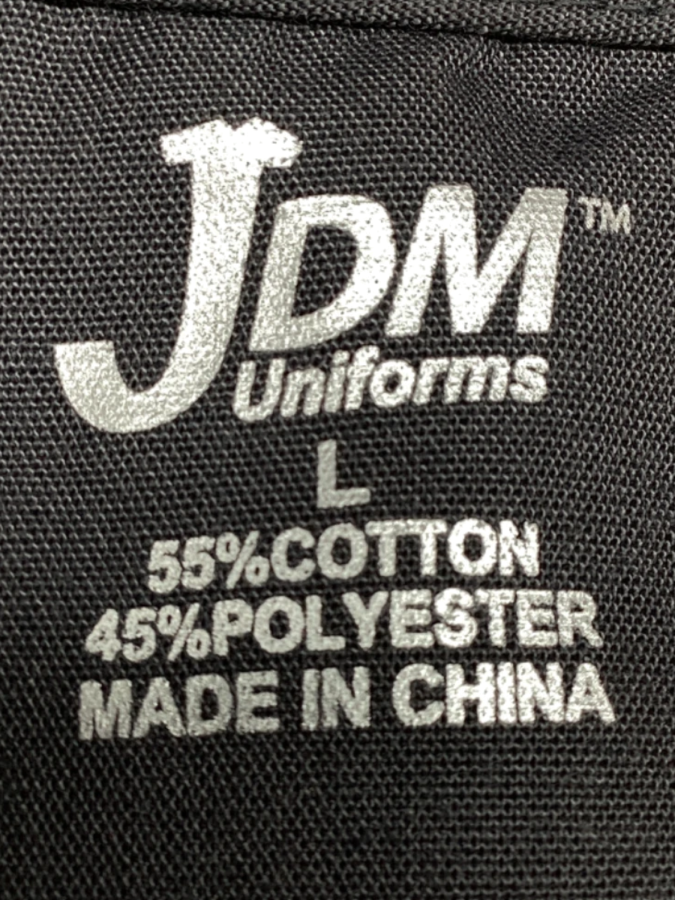 JDM™
Uniforms
L
55%COTTON
45%POLYESTER
MADE IN CHINA